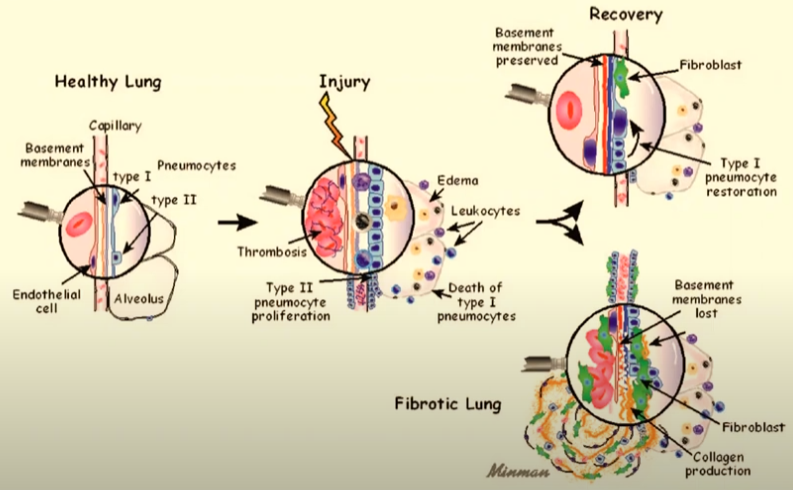 Healthy Lung
Capillary
Basement
membranes
type I
Pneumocytes
type II
Endothelial
cell
Alveolus
Injury
Edema
Leukocytes
Thrombosis
Type II
pneumocyte
proliferation
Death of
type I
pneumocytes
Recovery
Basement
membranes
preserved
Fibroblast
Type I
pneumocyte
restoration
Fibrotic Lung
Basement
membranes
lost
Fibroblast
Collagen
production
Minman